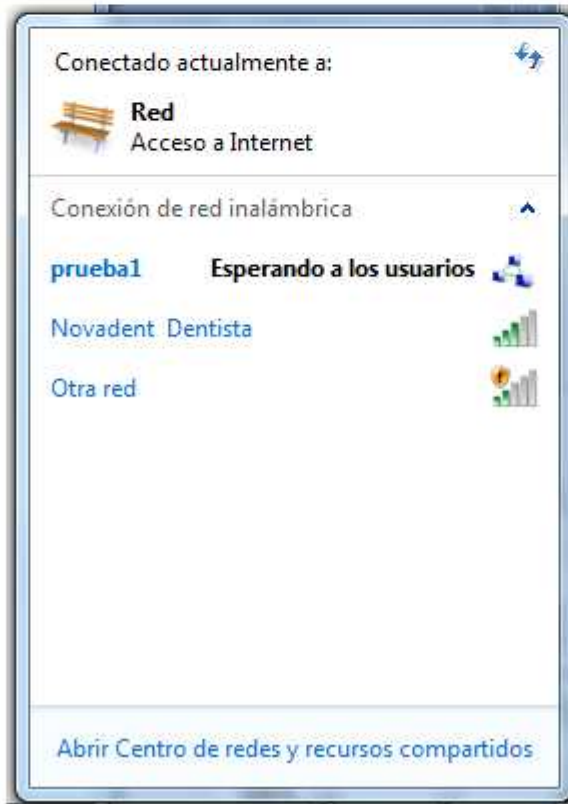 Conectado actualmente a:
Red
Acceso a Internet
Conexión de red inalámbrica
prueba1 Esperando a los usuarios
Novadent Dentista
Otra red
Abrir Centro de redes y recursos compartidos